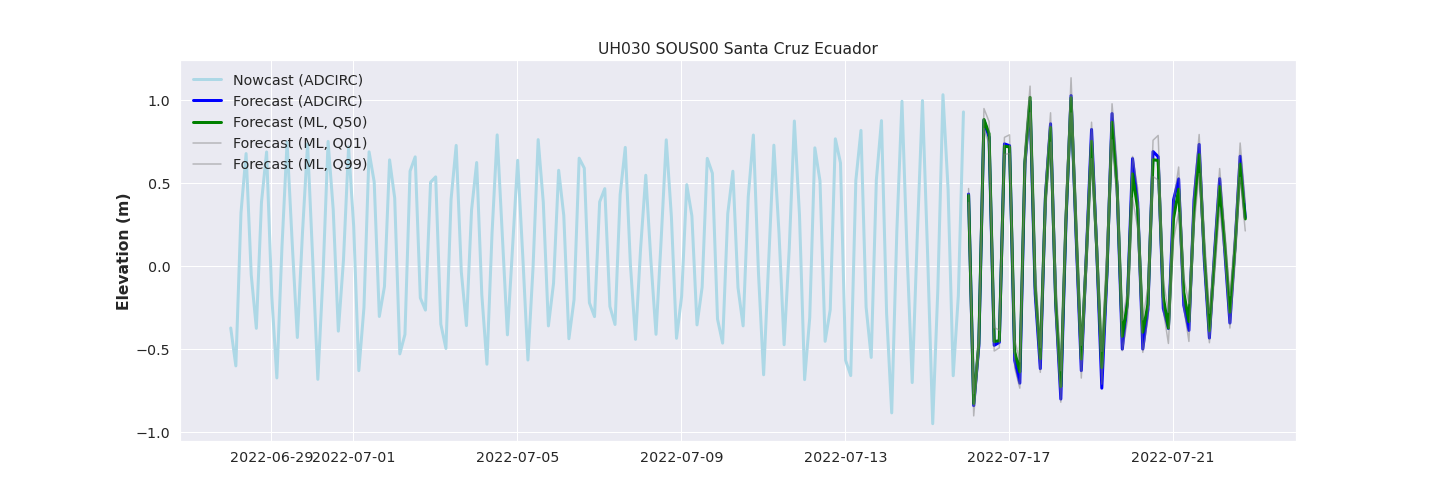 UH030 SOUS00 Santa Cruz Ecuador
Nowcast (ADCIRC)
Forecast (ADCIRC)
Forecast (ML, Q50)
Forecast (ML, Q01)
Forecast (ML, Q99)
Elevation (m)
1.0
0.5
0.0
−0.5
−1.0
2022-06-29
2022-07-01
2022-07-05
2022-07-09
2022-07-13
2022-07-17
2022-07-21